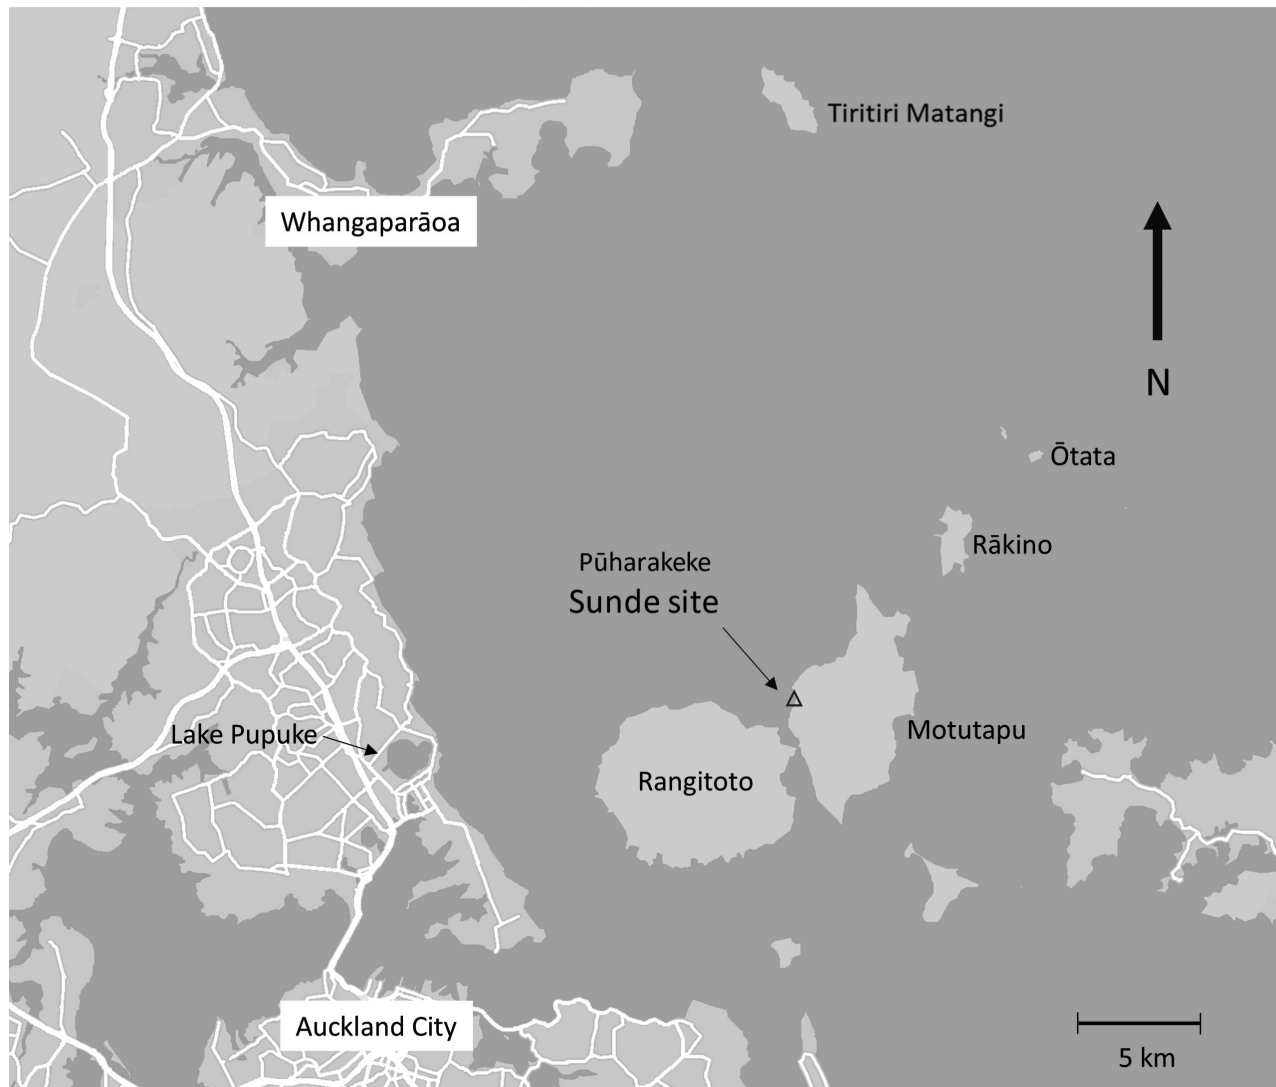 Tiritiri Matangi
Whangaparāoa
N
Ōtata
Rākino
Pūharakeke
Sunde site
Lake Pupuke
Motutapu
Rangitoto
Auckland City
5 km